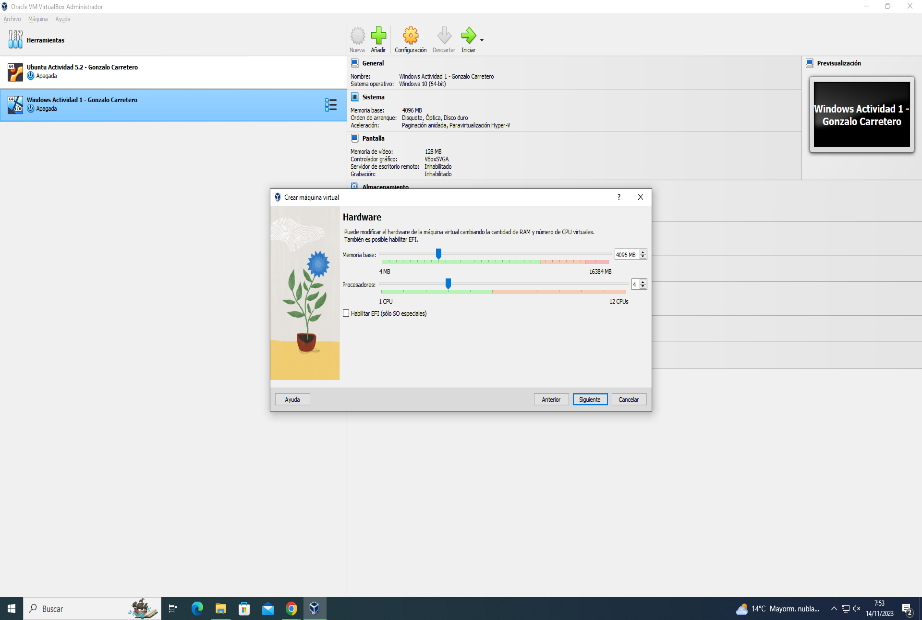 Oracle VM VirtualBox Administrador
Archivo Máquina Ayuda
Herramientas
Nueva Añadir Configuración Descartar Iniciar
Ubuntu Actividad 5.2 - Gonzalo Carretero
Apagada
Windows Actividad 1 - Gonzalo Carretero
Apagada
General
Nombre: Windows Actividad 1 - Gonzalo Carretero
Sistema operativo: Windows 10 (64-bit)
Sistema
Memoria base: 4096 MB
Orden de arranque: Disquete, Óptica, Disco duro
Aceleración: Paginación anidada, Paravirtualización Hyper-V
Pantalla
Memoria de vídeo: 128 MB
Controlador gráfico: VBoxSVGA
Servidor de escritorio remoto: Inhabilitado
Grabación: Inhabilitado
Almacenamiento
Previsualización
Windows Actividad 1 -
Gonzalo Carretero
Crear máquina virtual
? X
Hardware
Puede modificar el hardware de la máquina virtual cambiando la cantidad de RAM y número de CPU virtuales.
También es posible habilitar EFI.
Memoria base: 4096 MB
4 MB 16384 MB
Procesadores: 4
1 CPU 12 CPUs
Habilitar EFI (sólo SO especiales)
Ayuda Anterior Siguiente Cancelar
Buscar
14°C Mayorm. nubla...
7:53
14/11/2023
2